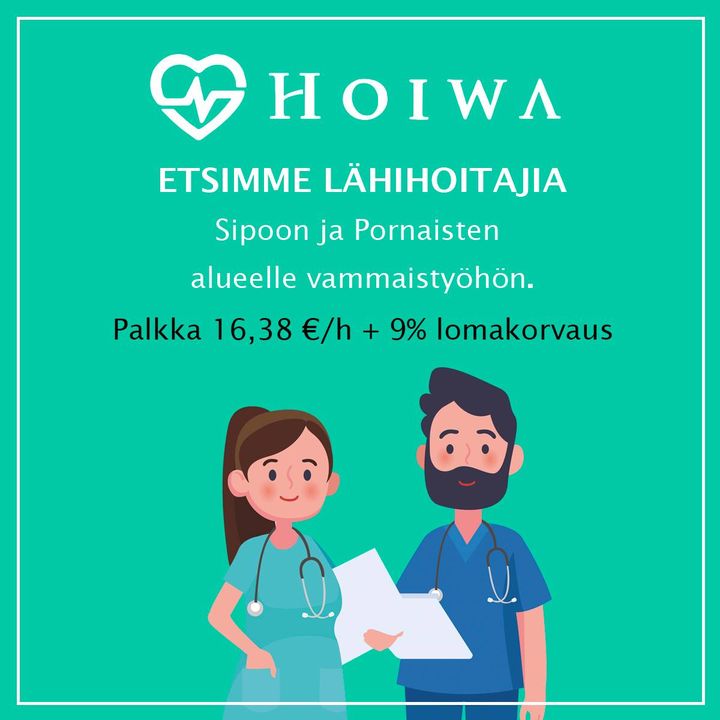 HOIWA
ETSIMME LÄHIHOITAJIA
Sipoon ja Pornaisten
alueelle vammaistyöhön.
Palkka 16,38 €/h + 9% lomakorvaus